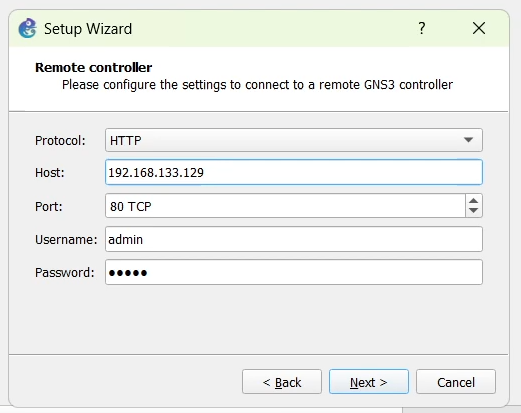 Setup Wizard ?
Remote controller
Please configure the settings to connect to a remote GNS3 controller
Protocol: HTTP
Host: 192.168.133.129
Port: 80 TCP
Username: admin
Password: ●●●●●
< Back Next > Cancel